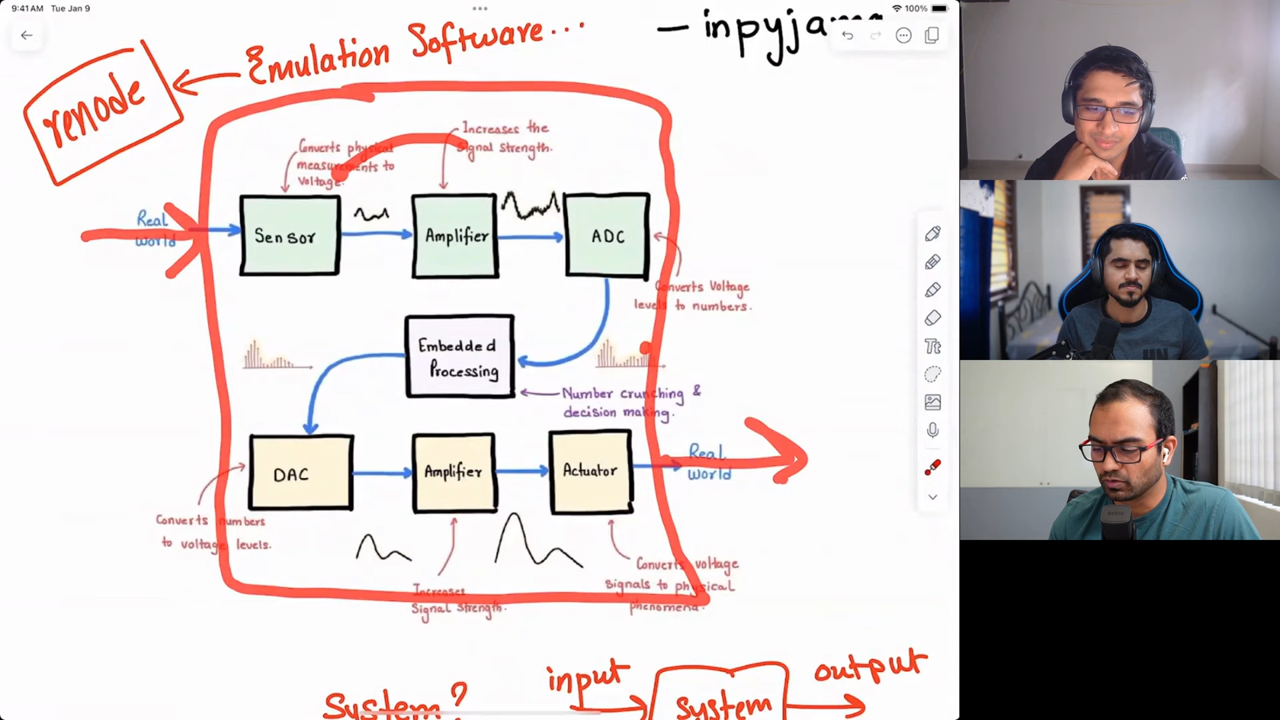 9:41 AM Tue Jan 9
100%
Emulation Software...
- inpyjama
renode
Converts physical
measurements to
voltage.
Increases the
signal strength.
Real
world
Sensor
Amplifier
ADC
Converts Voltage
levels to numbers.
Embedded
Processing
Number crunching &
decision making.
DAC
Amplifier
Actuator
Real
world
Converts numbers
to voltage levels.
Increases
Signal strength.
Converts voltage
signals to physical
phenomena.
System?
input
system
output
Tt